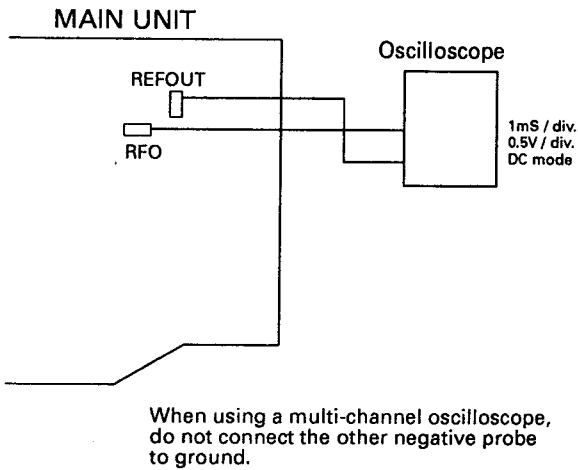 MAIN UNIT
Oscilloscope
REFOUT
RFO
1mS / div.
0.5V / div.
DC mode
When using a multi-channel oscilloscope,
do not connect the other negative probe
to ground.